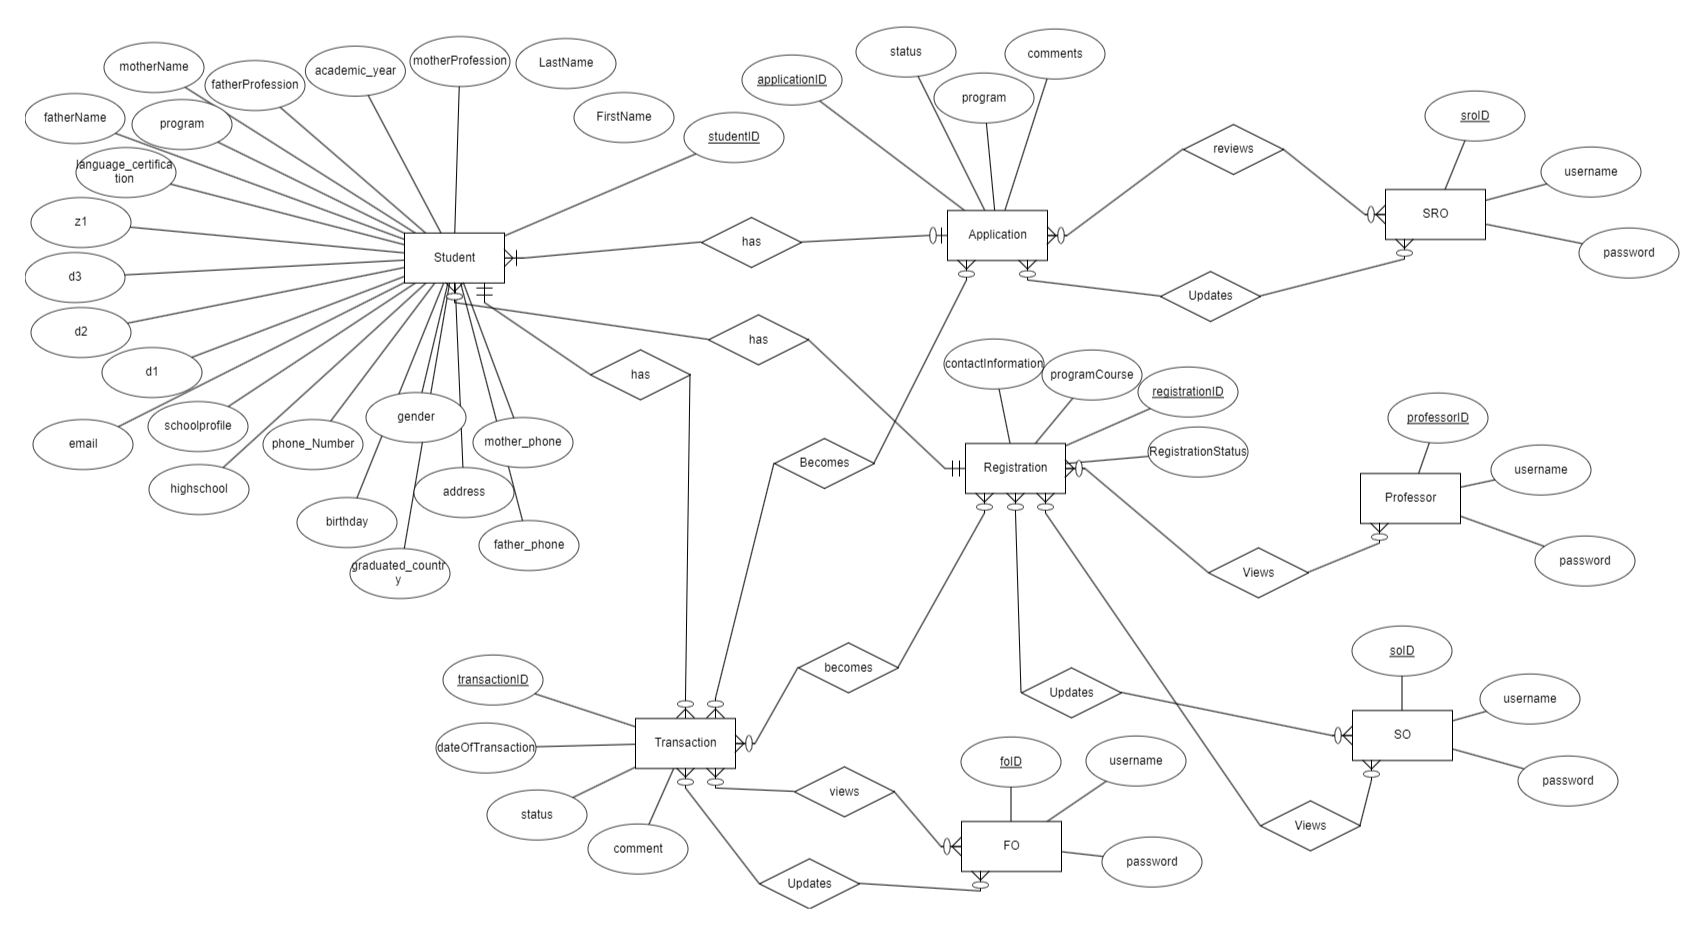 motherName
fatherProfession
academic_year
motherProfession
LastName
fatherName
program
FirstName
studentID
language_certifica
tion
z1
d3
d2
d1
email
schoolprofile
highschool
phone_Number
gender
birthday
graduated_countr
y
address
mother_phone
father_phone
Student
has
has
has
applicationID
status
program
comments
Application
reviews
Updates
sroID
username
password
SRO
Becomes
contactInformation
programCourse
registrationID
RegistrationStatus
Registration
professorID
username
password
Professor
Views
becomes
Updates
Views
soID
username
password
SO
transactionID
dateOfTransaction
status
comment
Transaction
views
Updates
foID
username
password
FO